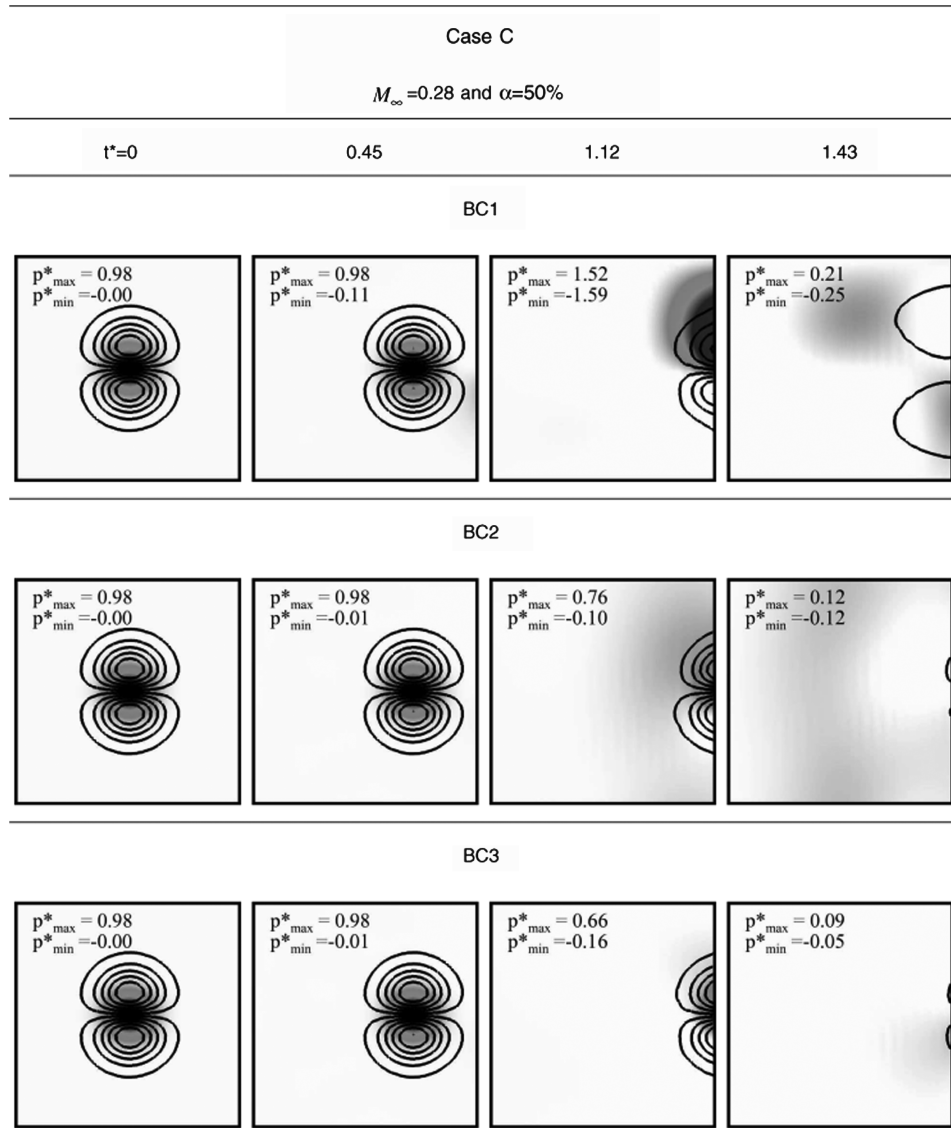 Case C
M∞ =0.28 and α=50%
t*=0 0.45 1.12 1.43
BC1
p*max = 0.98 p*max = 0.98 p*max = 1.52 p*max = 0.21
p*min =-0.00 p*min =-0.11 p*min =-1.59 p*min =-0.25
BC2
p*max = 0.98 p*max = 0.98 p*max = 0.76 p*max = 0.12
p*min =-0.00 p*min =-0.01 p*min =-0.10 p*min =-0.12
BC3
p*max = 0.98 p*max = 0.98 p*max = 0.66 p*max = 0.09
p*min =-0.00 p*min =-0.01 p*min =-0.16 p*min =-0.05